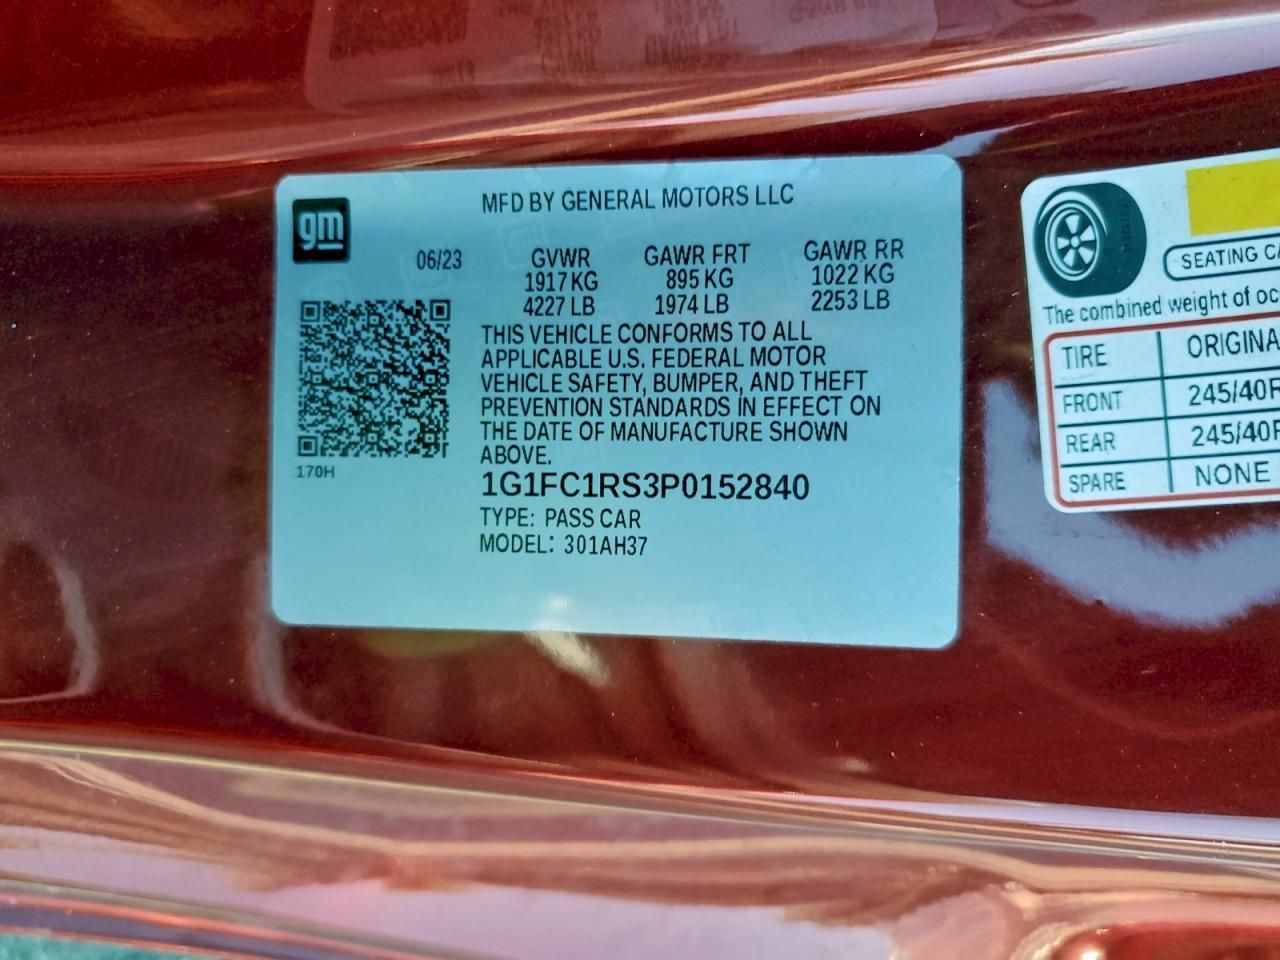 MFD BY GENERAL MOTORS LLC
gm
06/23
GVWR GAWR FRT GAWR RR
1917 KG 895 KG 1022 KG
4227 LB 1974 LB 2253 LB
THIS VEHICLE CONFORMS TO ALL
APPLICABLE U.S. FEDERAL MOTOR
VEHICLE SAFETY, BUMPER, AND THEFT
PREVENTION STANDARDS IN EFFECT ON
THE DATE OF MANUFACTURE SHOWN
ABOVE.
170H
1G1FC1RS3P0152840
TYPE: PASS CAR
MODEL: 301AH37
SEATING
The combined weight of
TIRE
FRONT 245/40
REAR 245/40
SPARE NONE